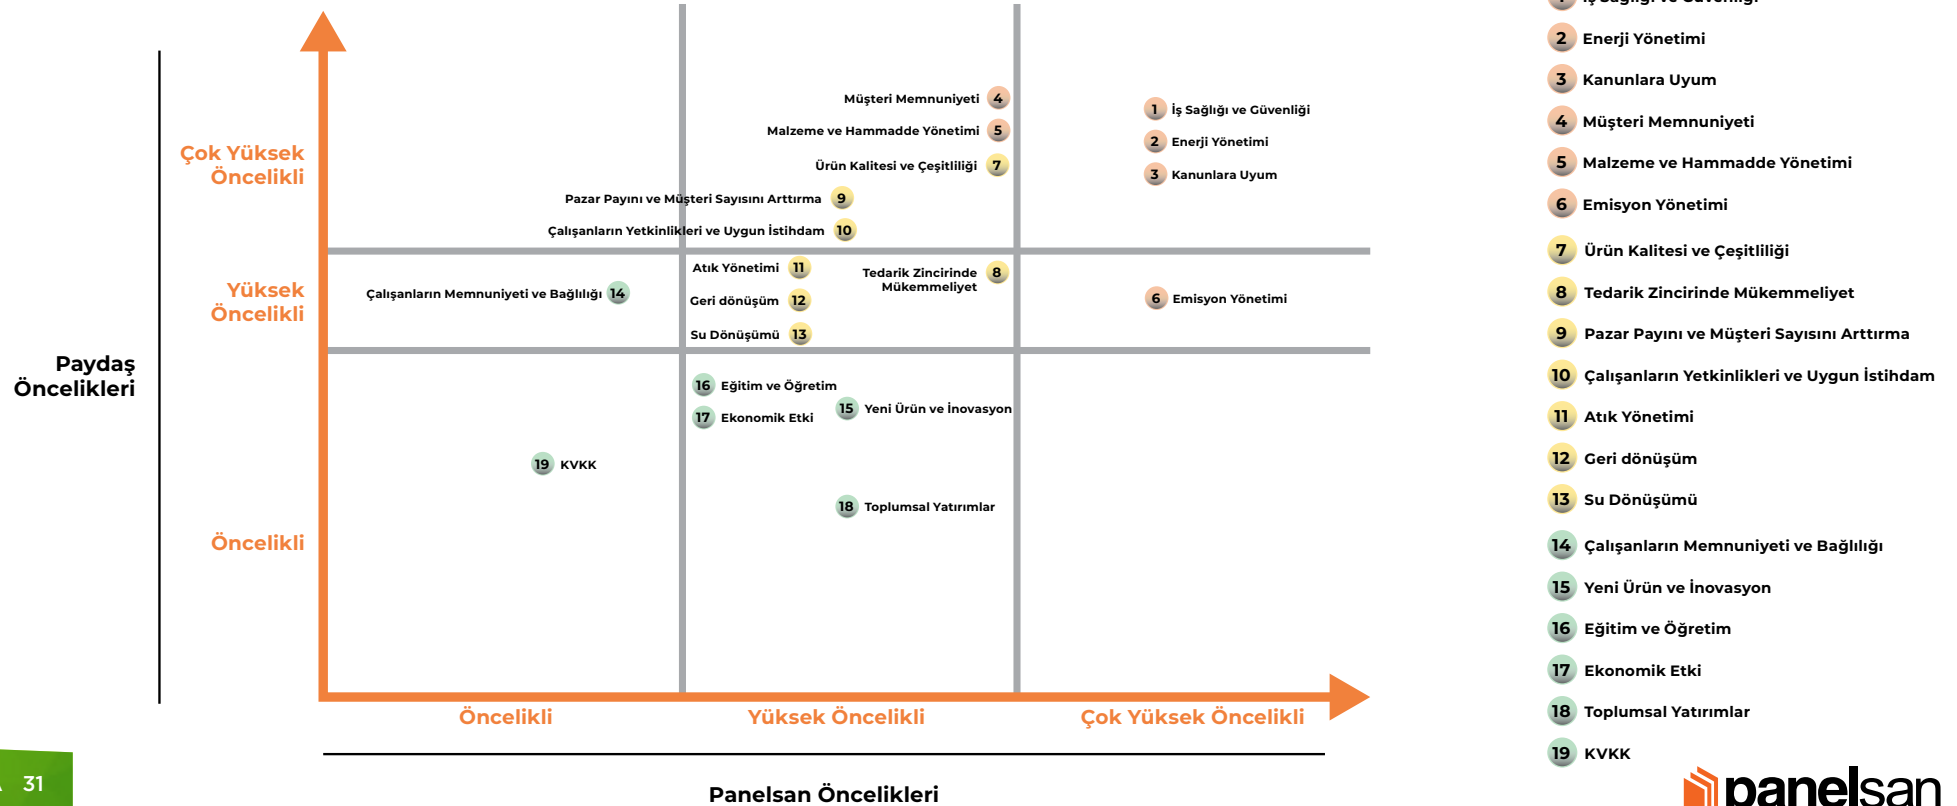 Paydaş
Öncelikleri
Çok Yüksek
Öncelikli
Yüksek
Öncelikli
Öncelikli
Müşteri Memnuniyeti 4
Malzeme ve Hammadde Yönetimi 5
Ürün Kalitesi ve Çeşitliliği 7
Pazar Payını ve Müşteri Sayısını Arttırma 9
Çalışanların Yetkinlikleri ve Uygun İstihdam 10
1 İş Sağlığı ve Güvenliği
2 Enerji Yönetimi
3 Kanunlara Uyum
Çalışanların Memnuniyeti ve Bağlılığı 14
Atık Yönetimi 11
Geri dönüşüm 12
Su Dönüşümü 13
Tedarik Zincirinde 8
Mükemmeliyet
6 Emisyon Yönetimi
19 KVKK
16 Eğitim ve Öğretim
17 Ekonomik Etki
15 Yeni Ürün ve İnovasyon
18 Toplumsal Yatırımlar
Öncelikli
Yüksek Öncelikli
Çok Yüksek Öncelikli
Panelsan Öncelikleri
İş Sağlığı ve Güvenliği
2 Enerji Yönetimi
3 Kanunlara Uyum
4 Müşteri Memnuniyeti
5 Malzeme ve Hammadde Yönetimi
6 Emisyon Yönetimi
7 Ürün Kalitesi ve Çeşitliliği
8 Tedarik Zincirinde Mükemmeliyet
9 Pazar Payını ve Müşteri Sayısını Arttırma
10 Çalışanların Yetkinlikleri ve Uygun İstihdam
11 Atık Yönetimi
12 Geri dönüşüm
13 Su Dönüşümü
14 Çalışanların Memnuniyeti ve Bağlılığı
15 Yeni Ürün ve İnovasyon
16 Eğitim ve Öğretim
17 Ekonomik Etki
18 Toplumsal Yatırımlar
19 KVKK
31
panelsan